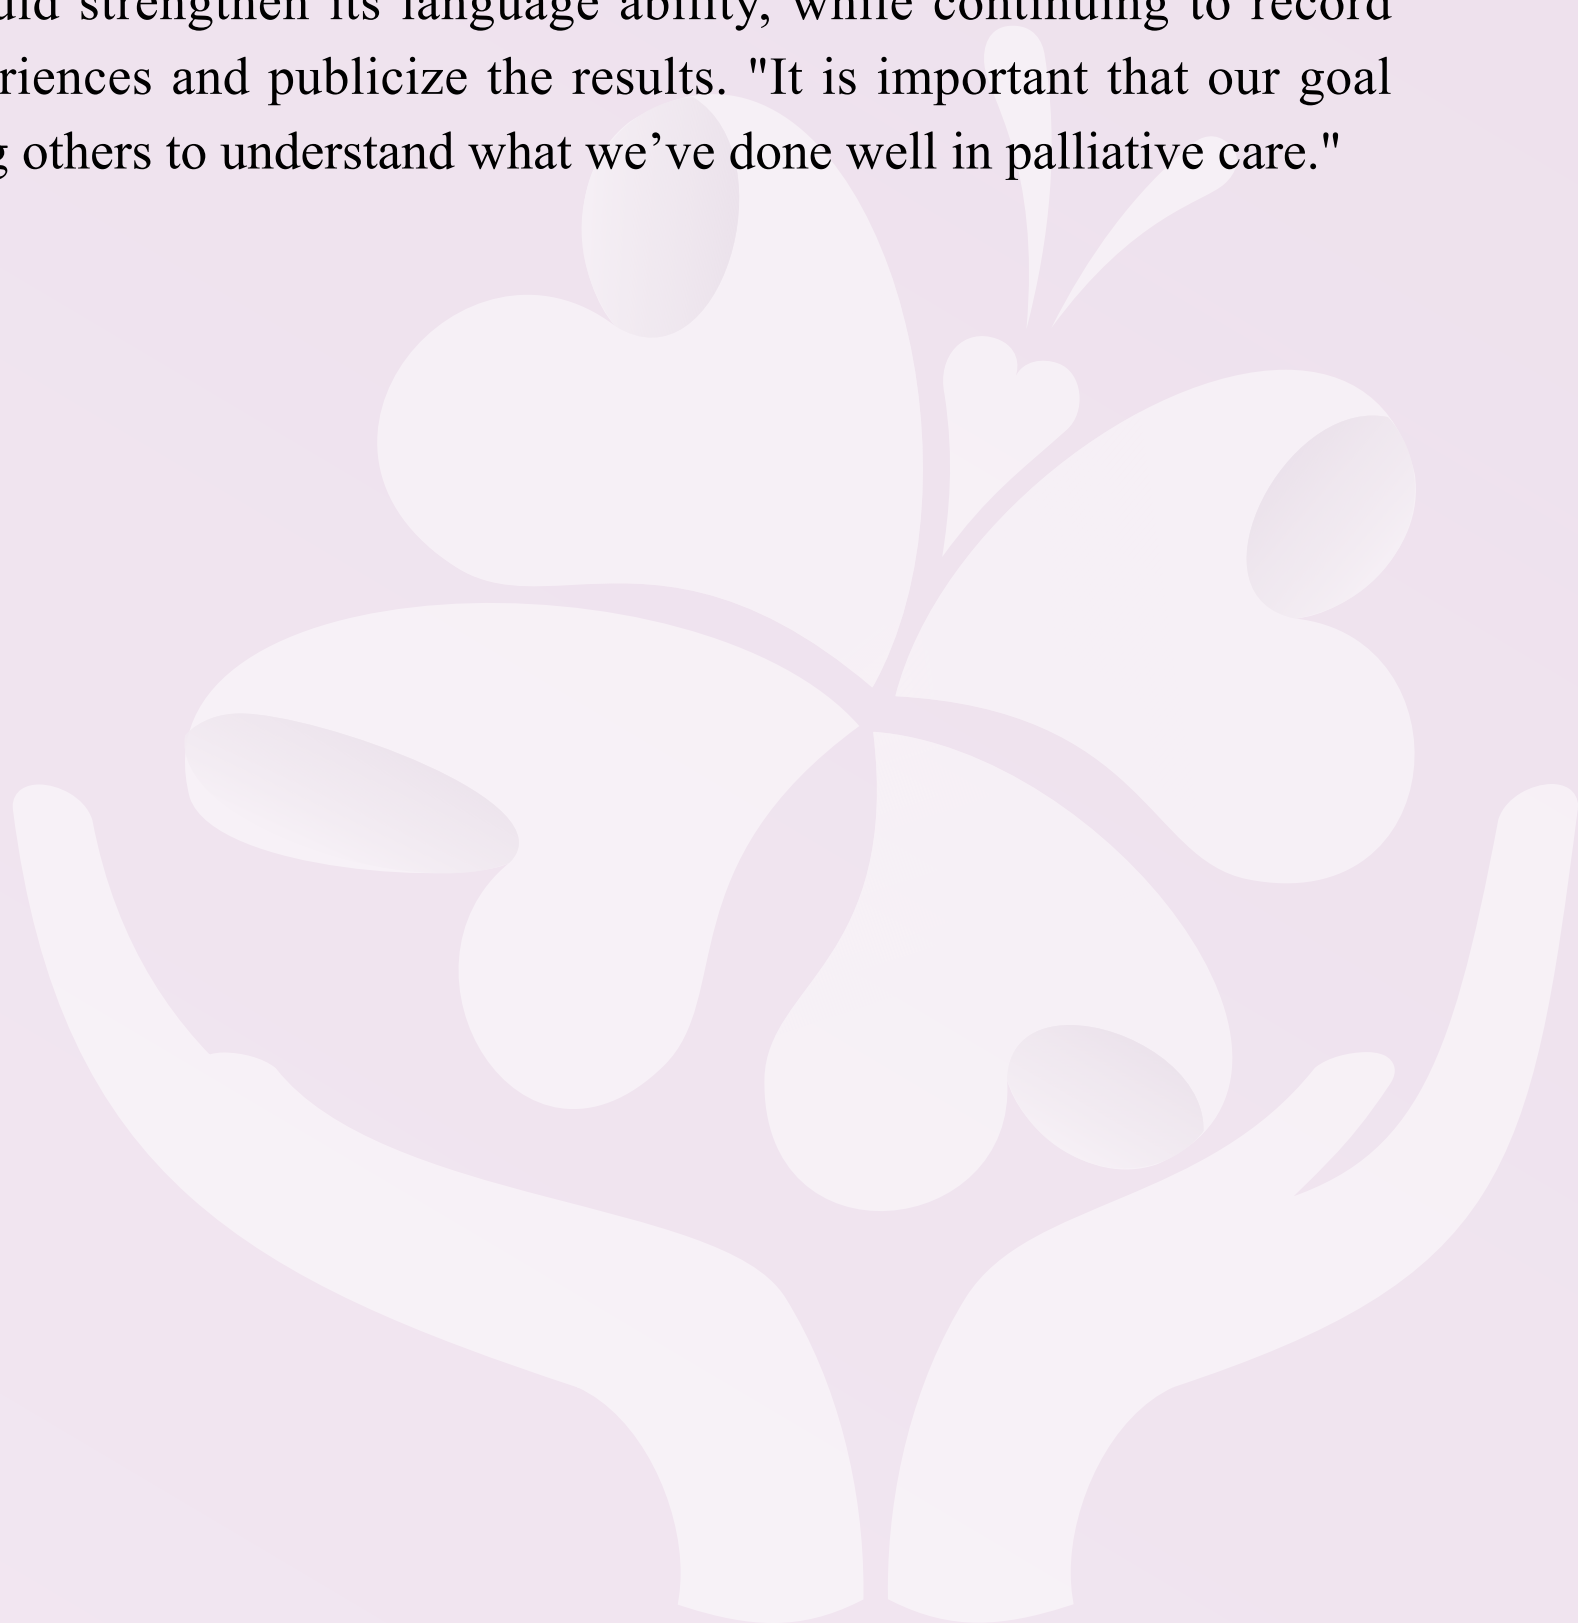 strengthen its language ability, while continuing to record
riences and publicize the results. "It is important that our goal
g others to understand what we’ve done well in palliative care."